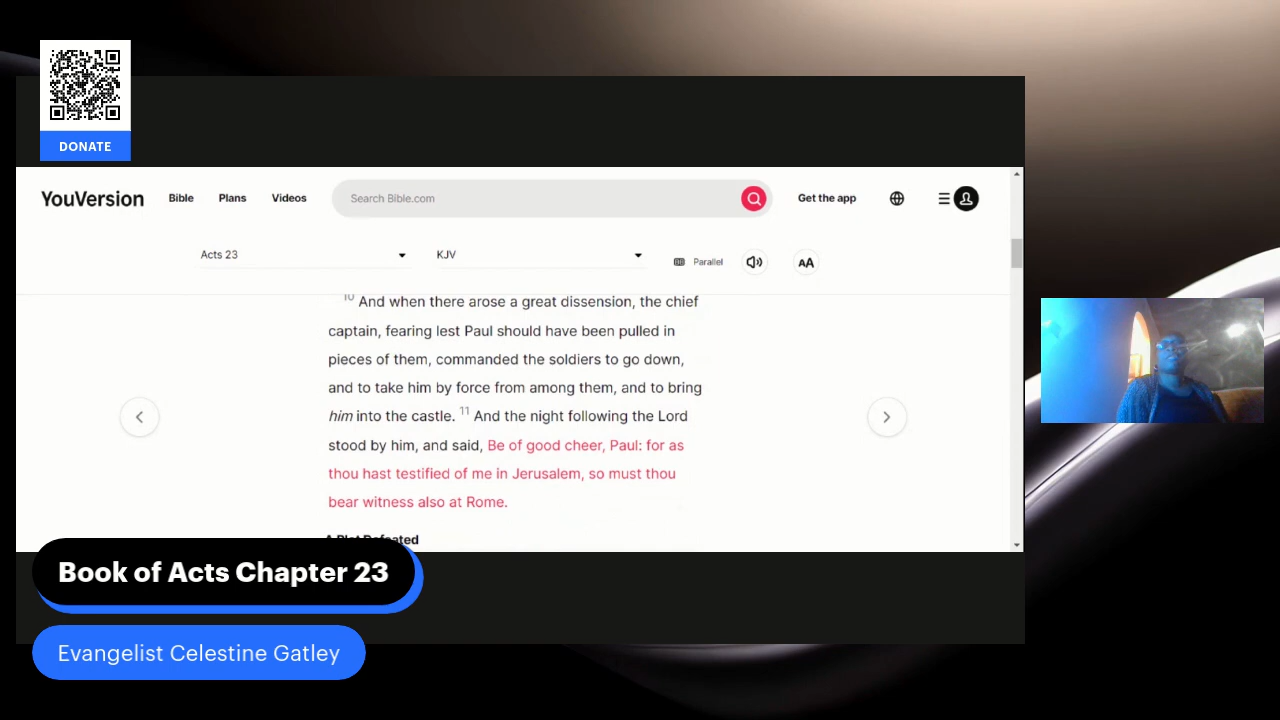 DONATE
YouVersion Bible Plans Videos Search Bible.com Get the app
Acts 23 KJV Parallel AA
10 And when there arose a great dissension, the chief
captain, fearing lest Paul should have been pulled in
pieces of them, commanded the soldiers to go down,
and to take him by force from among them, and to bring
him into the castle. 11 And the night following the Lord
stood by him, and said, Be of good cheer, Paul: for as
thou hast testified of me in Jerusalem, so must thou
bear witness also at Rome.
A Plot Defeated
Book of Acts Chapter 23
Evangelist Celestine Gatley